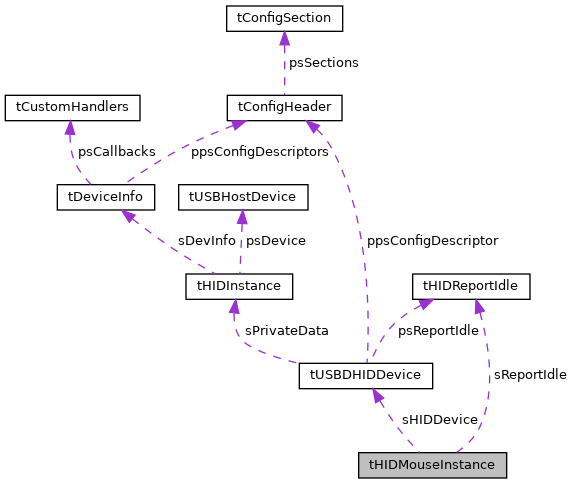 tConfigSection
psSections
tCustomHandlers
tConfigHeader
psCallbacks
ppsConfigDescriptors
tDeviceInfo
tUSBHostDevice
sDevInfo
psDevice
ppsConfigDescriptor
tHIDInstance
tHIDReportIdle
sPrivateData
psReportIdle
tUSBDHIDDevice
sReportIdle
sHIDDevice
tHIDMouseInstance